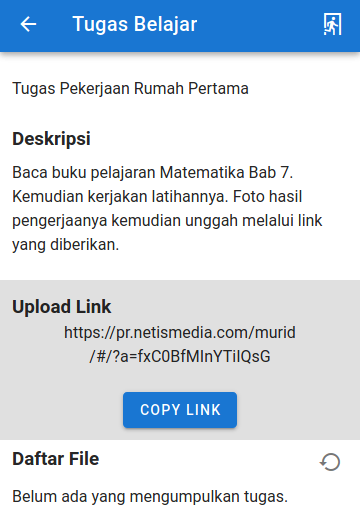 Tugas Belajar
Tugas Pekerjaan Rumah Pertama
Deskripsi
Baca buku pelajaran Matematika Bab 7.
Kemudian kerjakan latihannya. Foto hasil
pengerjaanya kemudian unggah melalui link
yang diberikan.
Upload Link
https://pr.netismedia.com/murid
/#/?a=fxC0BfMInYTiIQsG
COPY LINK
Daftar File
Belum ada yang mengumpulkan tugas.